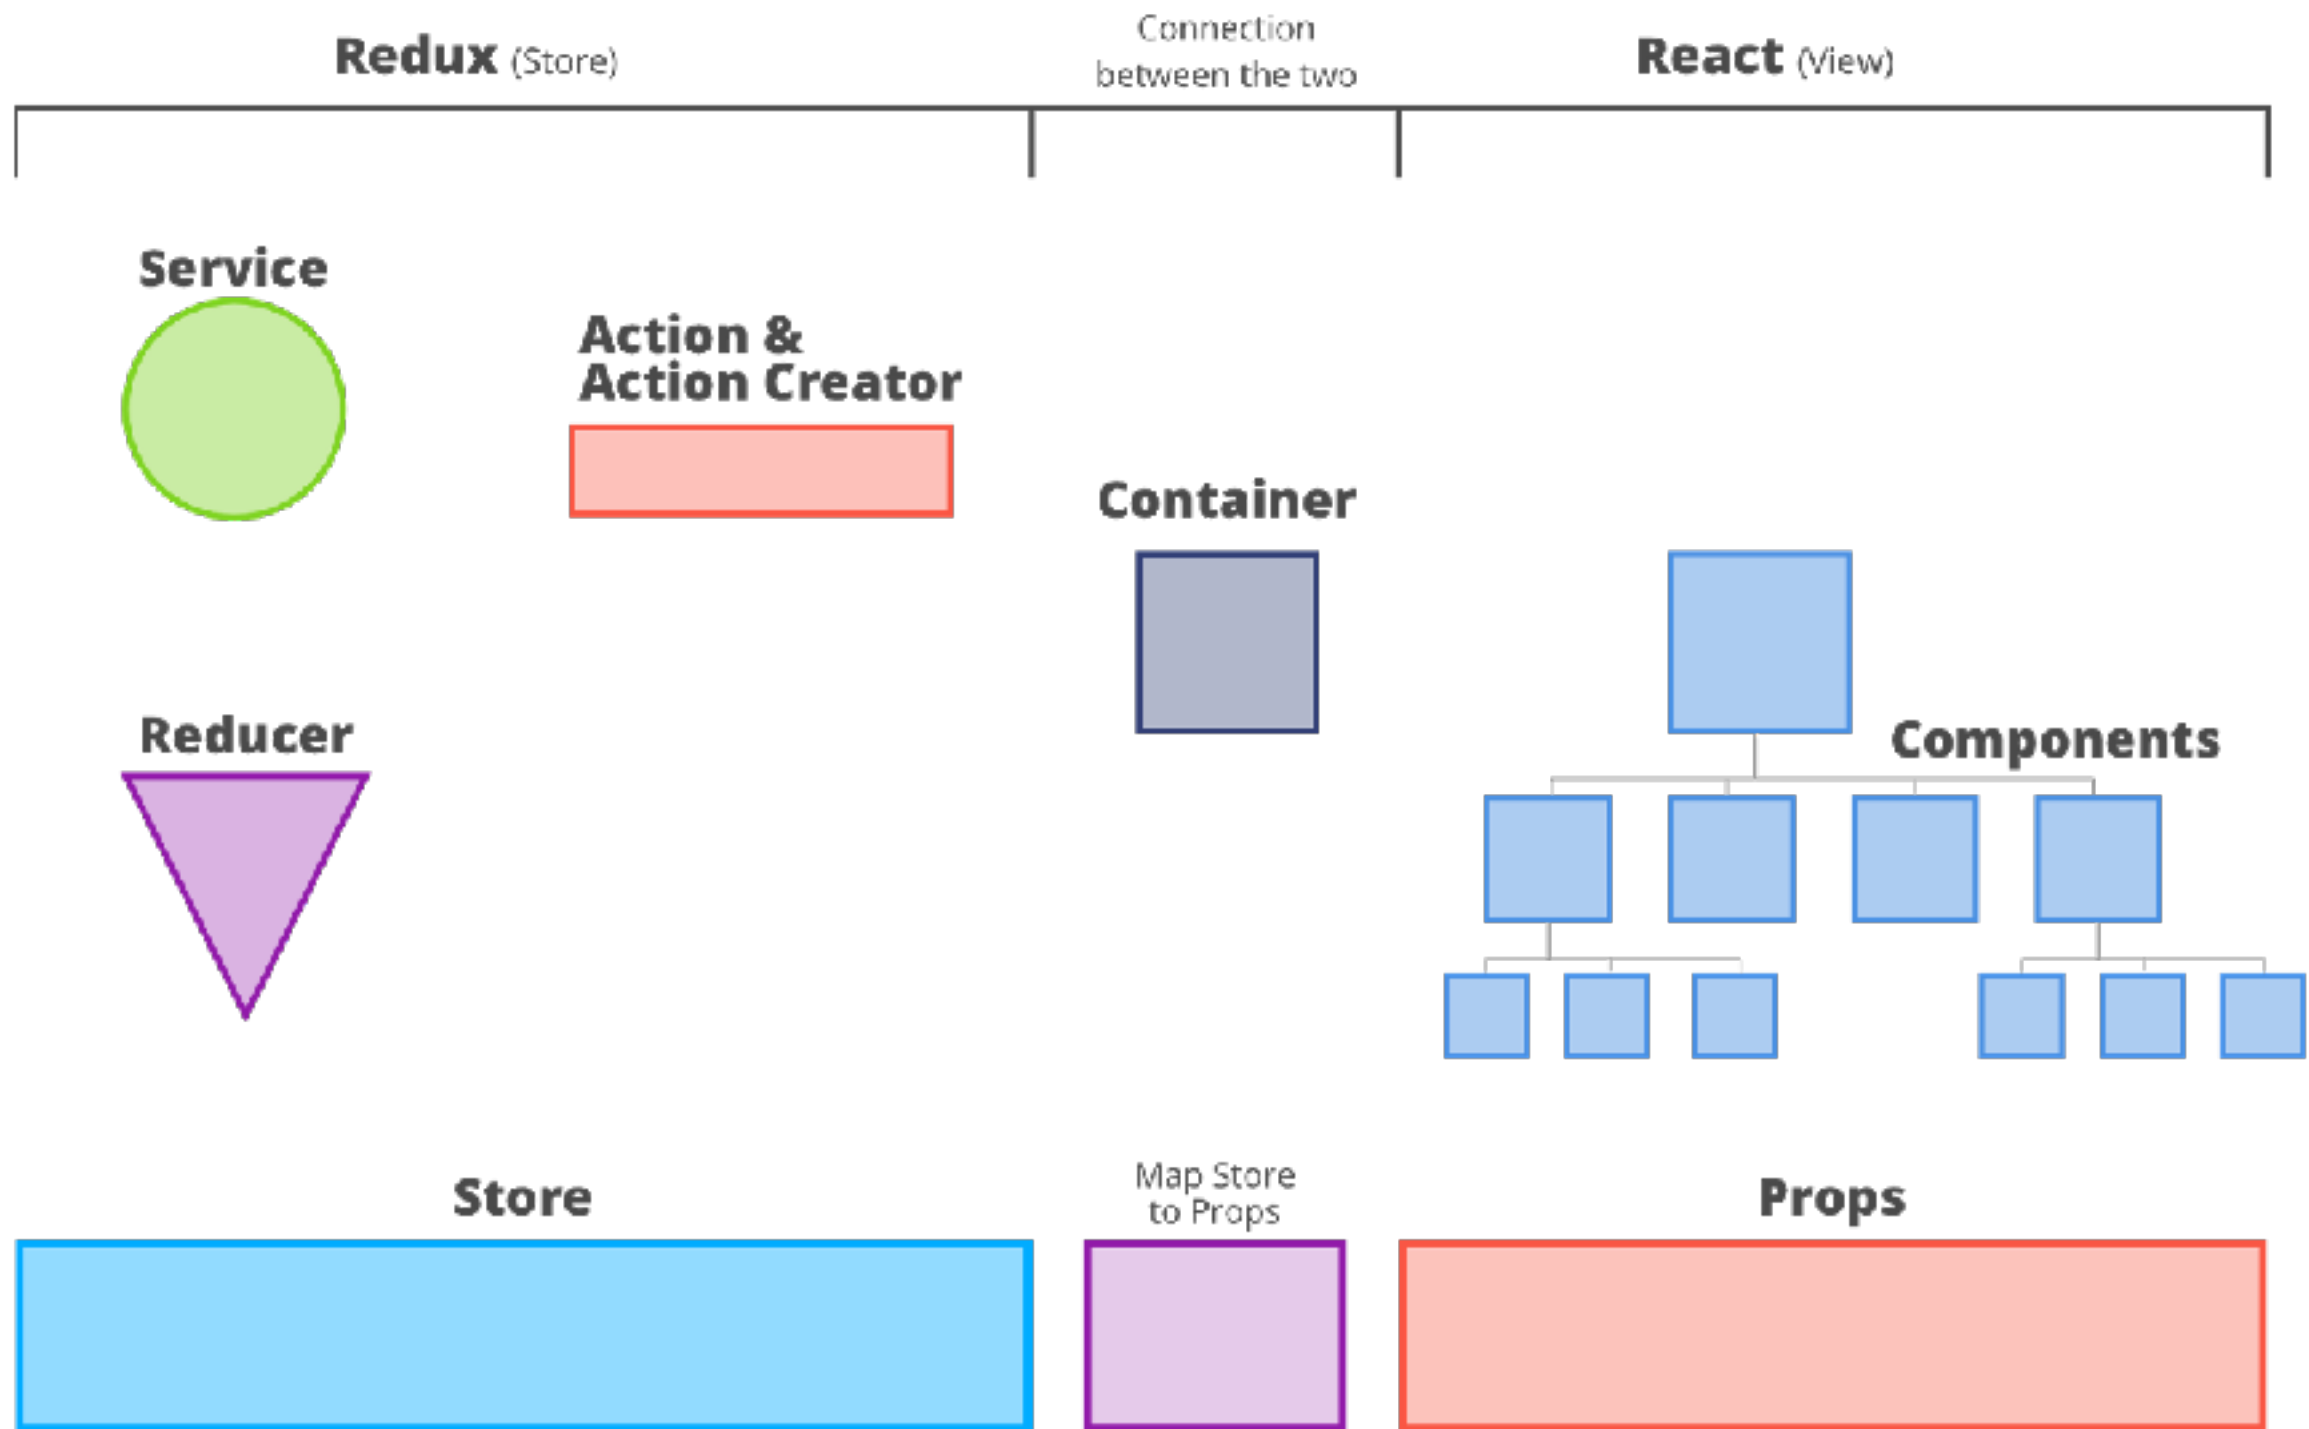 Redux (Store)
Connection
between the two
React (View)
Service
Action &
Action Creator
Container
Reducer
Components
Store
Map Store
to Props
Props